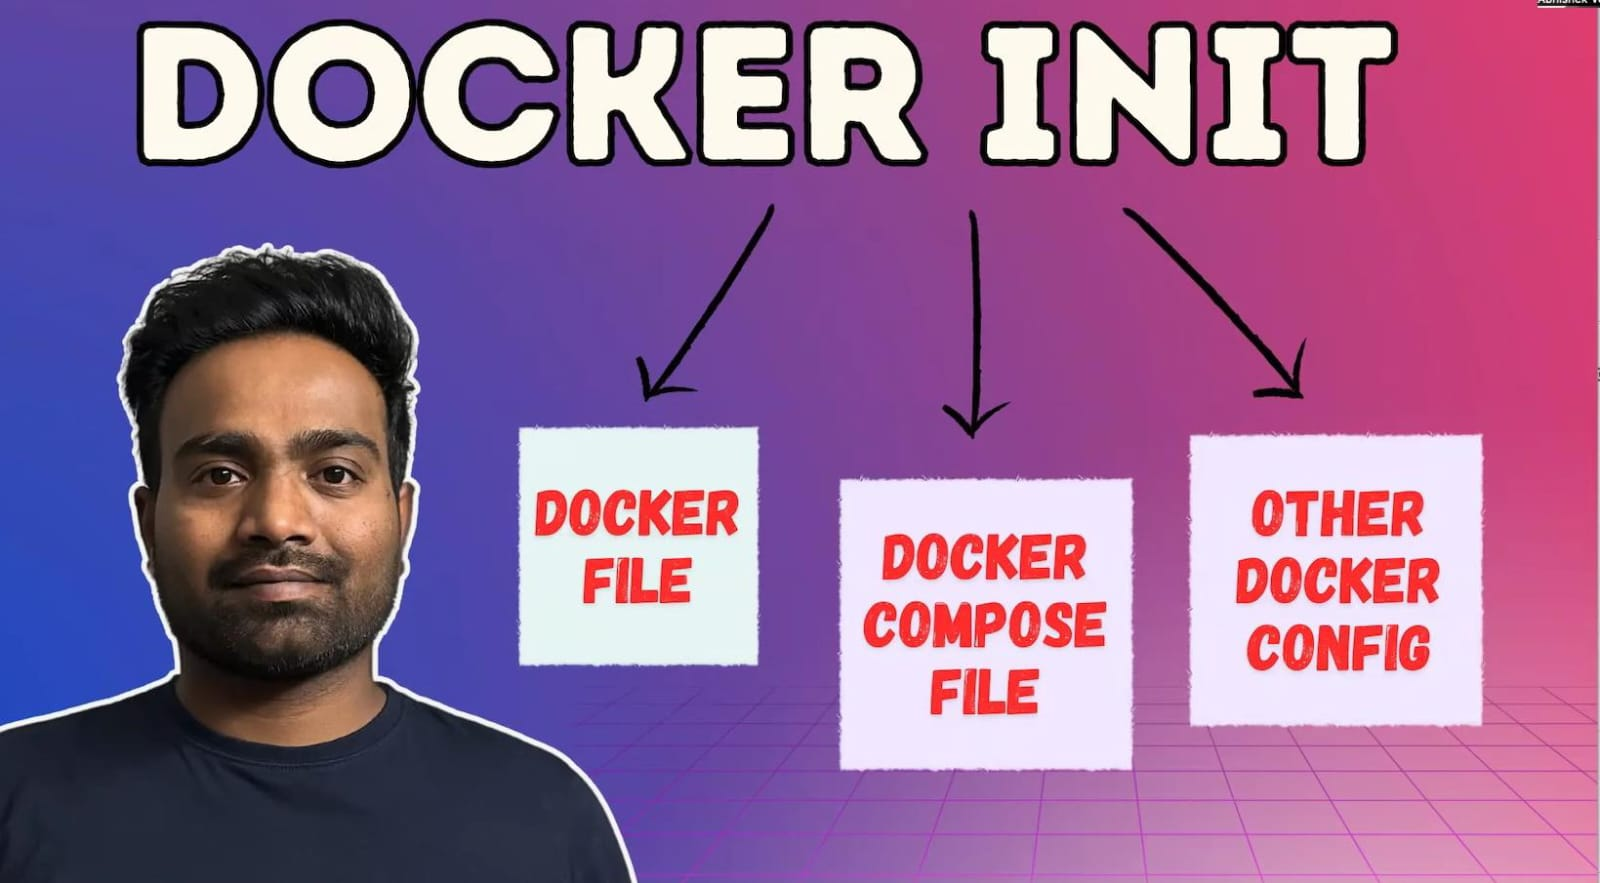 DOCKER INIT
DOCKER
FILE
DOCKER
COMPOSE
FILE
OTHER
DOCKER
CONFIG